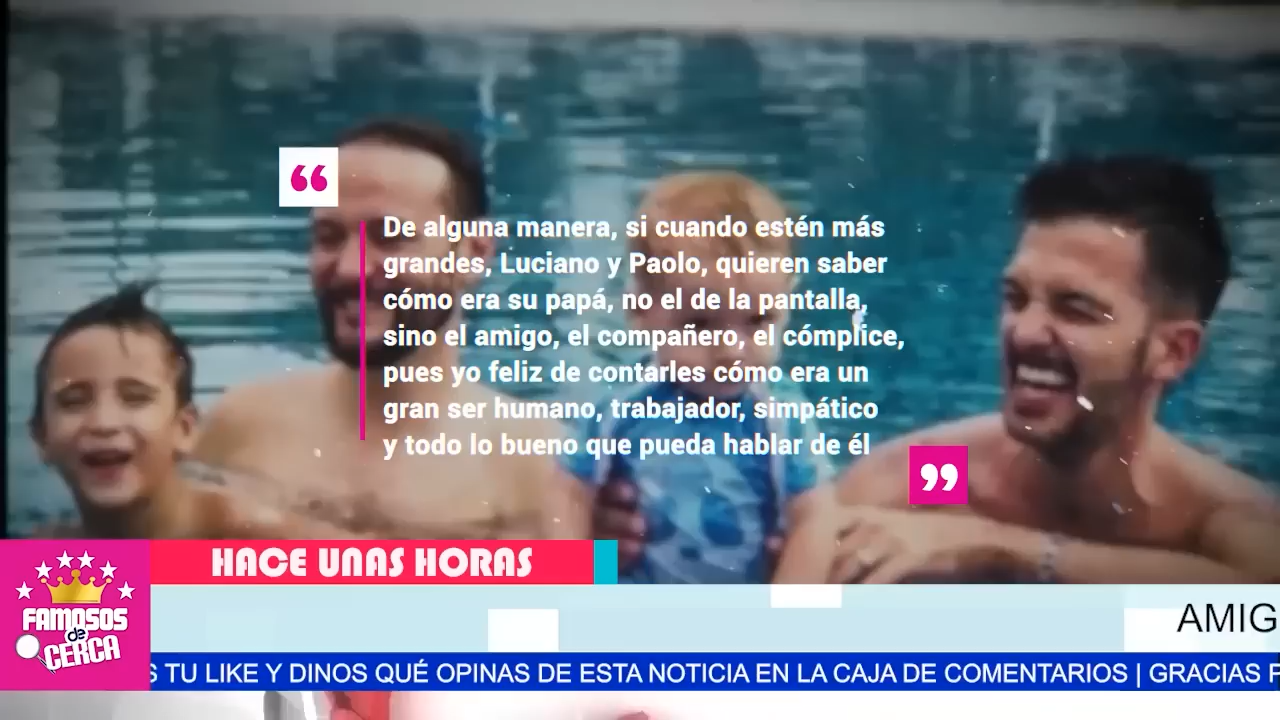 “
De alguna manera, si cuando estén más
grandes, Luciano y Paolo, quieren saber
cómo era su papá, no el de la pantalla,
sino el amigo, el compañero, el cómplice,
pues yo feliz de contarles cómo era un
gran ser humano, trabajador, simpático
y todo lo bueno que pueda hablar de él
”
HACE UNAS HORAS
FAMOSOS
de
CERCA
AMIG
S TU LIKE Y DINOS QUÉ OPINAS DE ESTA NOTICIA EN LA CAJA DE COMENTARIOS | GRACIAS P